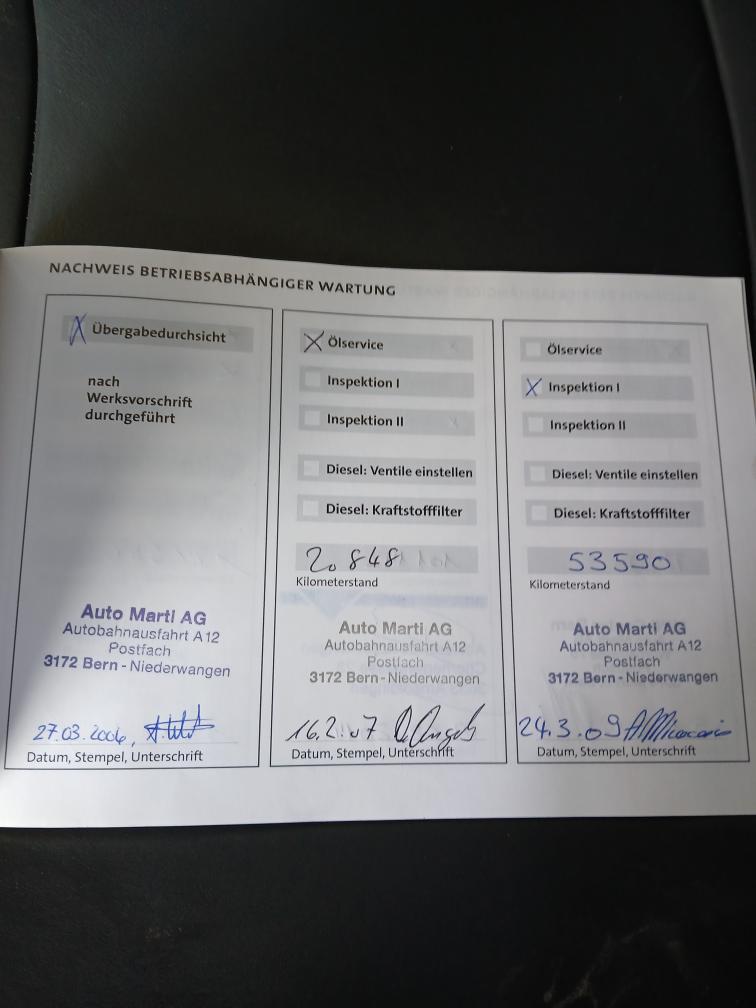 NACHWEIS BETRIEBSABHÄNGIGER WARTUNG
X Übergabedurchsicht
nach
Werksvorschrift
durchgeführt
Auto Marti AG
Autobahnausfahrt A12
Postfach
3172 Bern - Niederwangen
27.03.2006,
Datum, Stempel, Unterschrift
X Ölservice
Inspektion I
Inspektion II
Diesel: Ventile einstellen
Diesel: Kraftstofffilter
20 848
Kilometerstand
Auto Marti AG
Autobahnausfahrt A12
Postfach
3172 Bern - Niederwangen
16.2.07
Datum, Stempel, Unterschrift
Ölservice
X Inspektion I
Inspektion II
Diesel: Ventile einstellen
Diesel: Kraftstofffilter
53590
Kilometerstand
Auto Marti AG
Autobahnausfahrt A12
Postfach
3172 Bern - Niederwangen
24.3.09
Datum, Stempel, Unterschrift